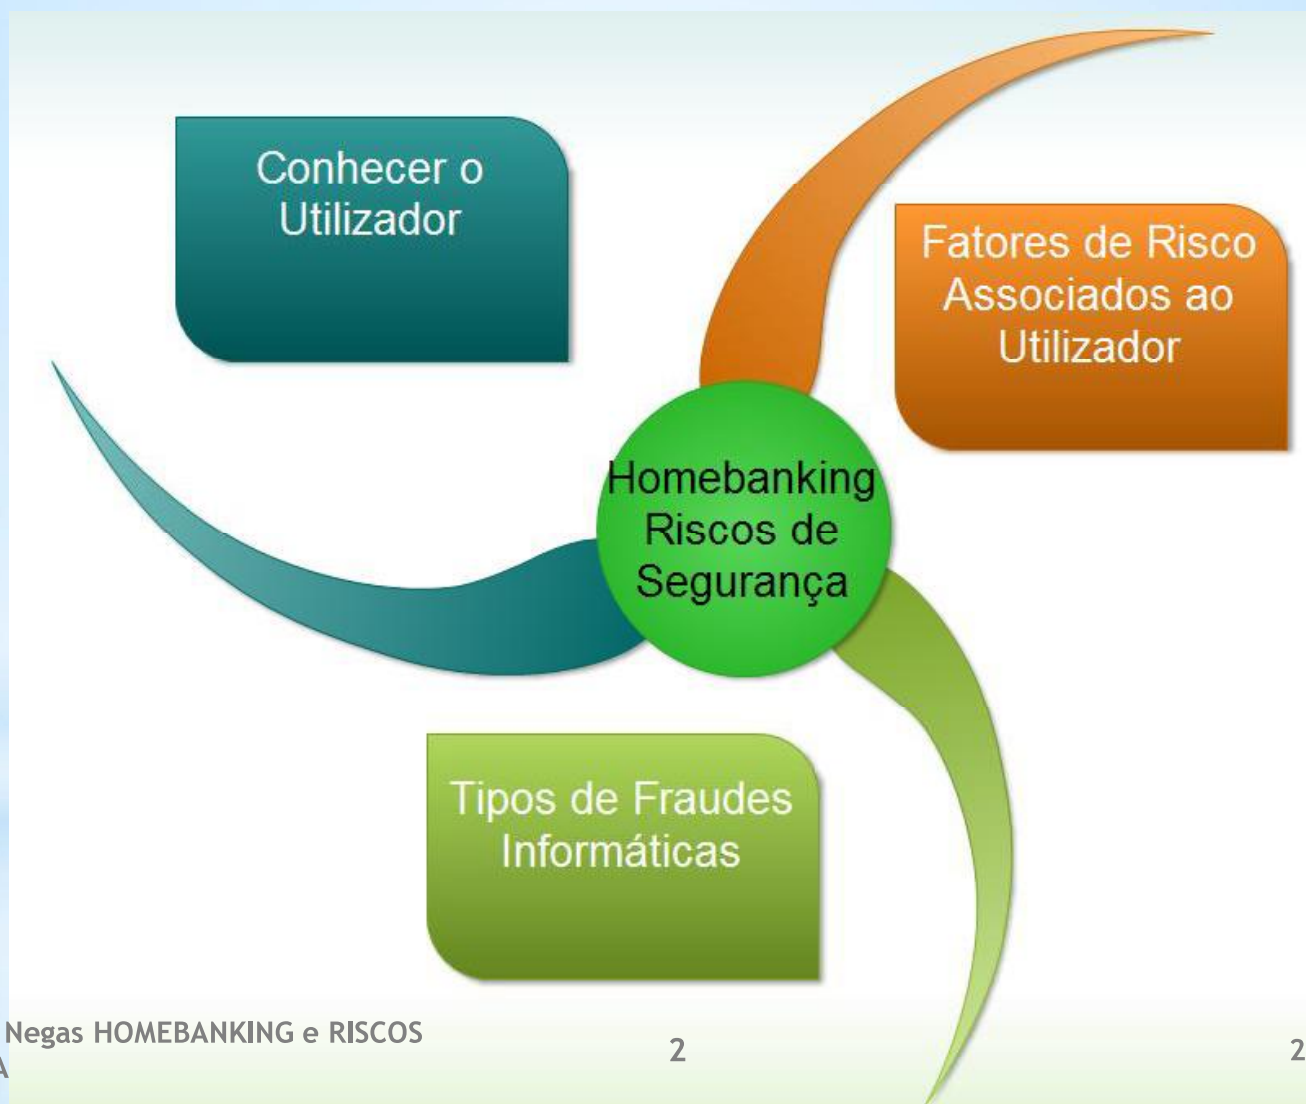 Conhecer o
Utilizador
Fatores de Risco
Associados ao
Utilizador
Homebanking
Riscos de
Segurança
Tipos de Fraudes
Informáticas
Negas HOMEBANKING e RISCOS
A
2
2